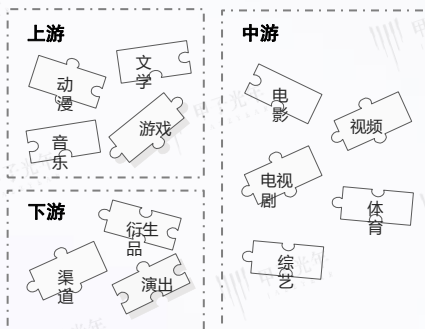 上游
动
漫
文
学
音
乐
游戏
下游
衍生
品
渠
道
演出
中游
电
影
视频
电视
剧
体
育
综
艺